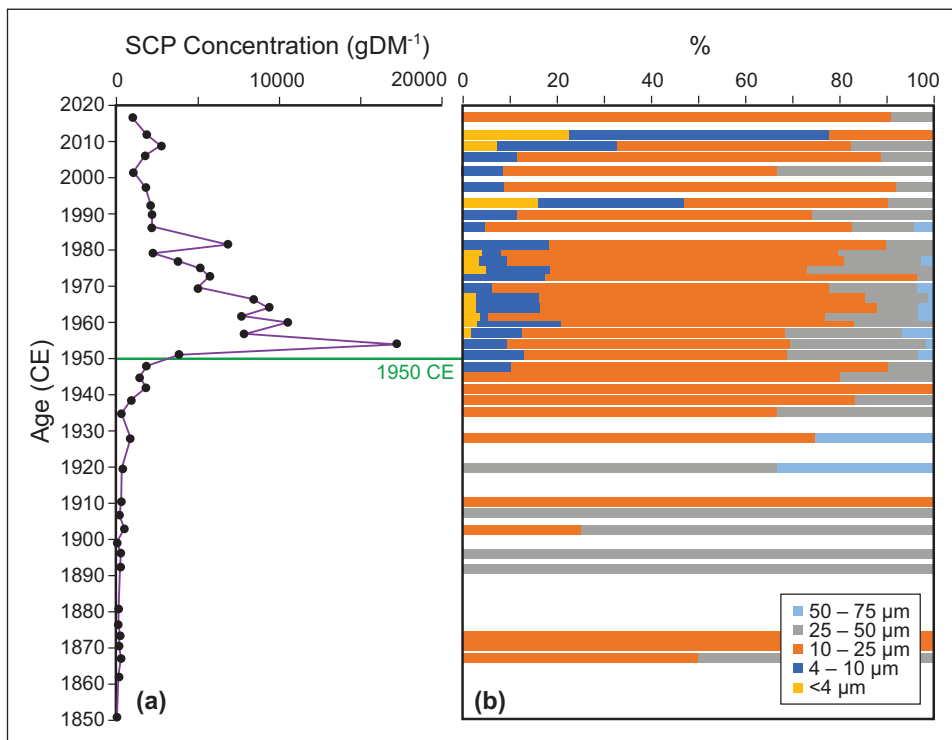 SCP Concentration (gDM⁻¹)
%
0 10000 20000
0 20 40 60 80 100
Age (CE)
2020
2010
2000
1990
1980
1970
1960
1950
1940
1930
1920
1910
1900
1890
1880
1870
1860
1850
1950 CE
(a)
(b)
50 – 75 µm
25 – 50 µm
10 – 25 µm
4 – 10 µm
<4 µm